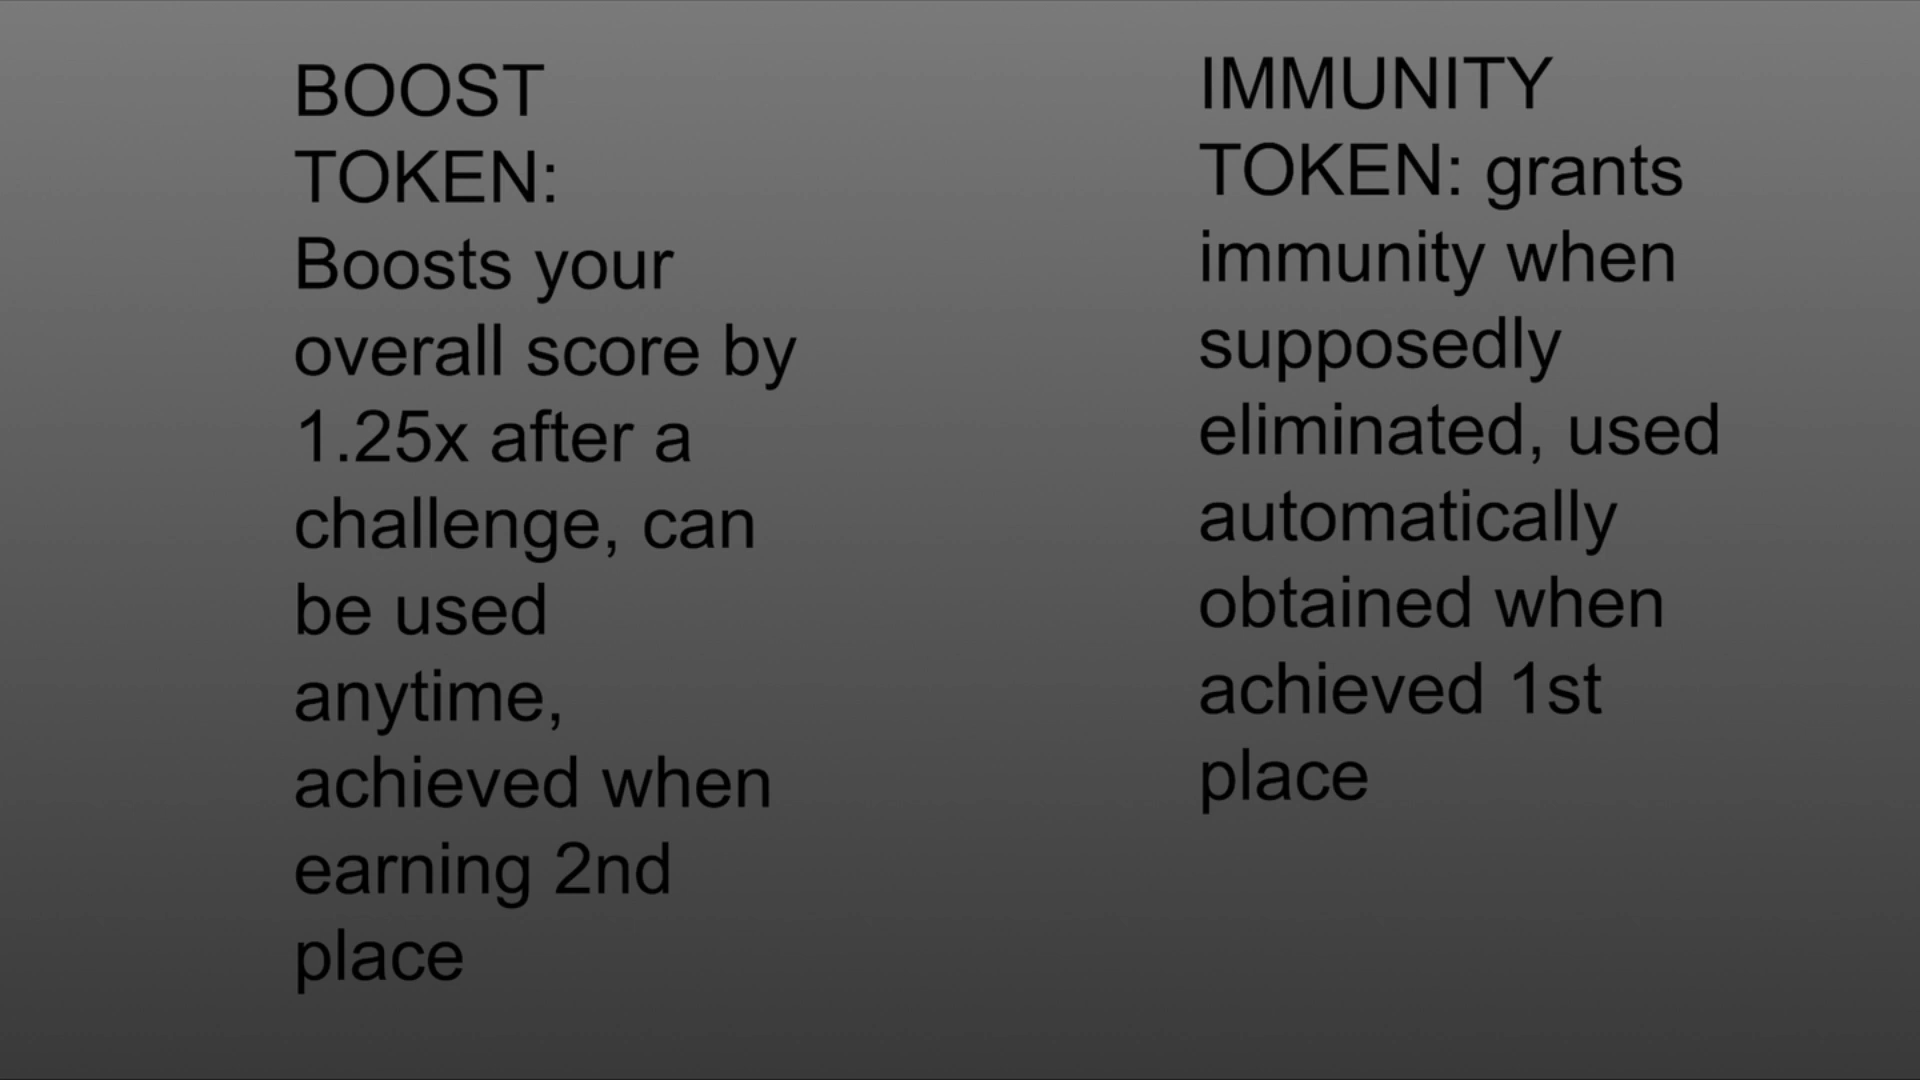 BOOST
TOKEN:
Boosts your
overall score by
1.25x after a
challenge, can
be used
anytime,
achieved when
earning 2nd
place
IMMUNITY
TOKEN: grants
immunity when
supposedly
eliminated, used
automatically
obtained when
achieved 1st
place